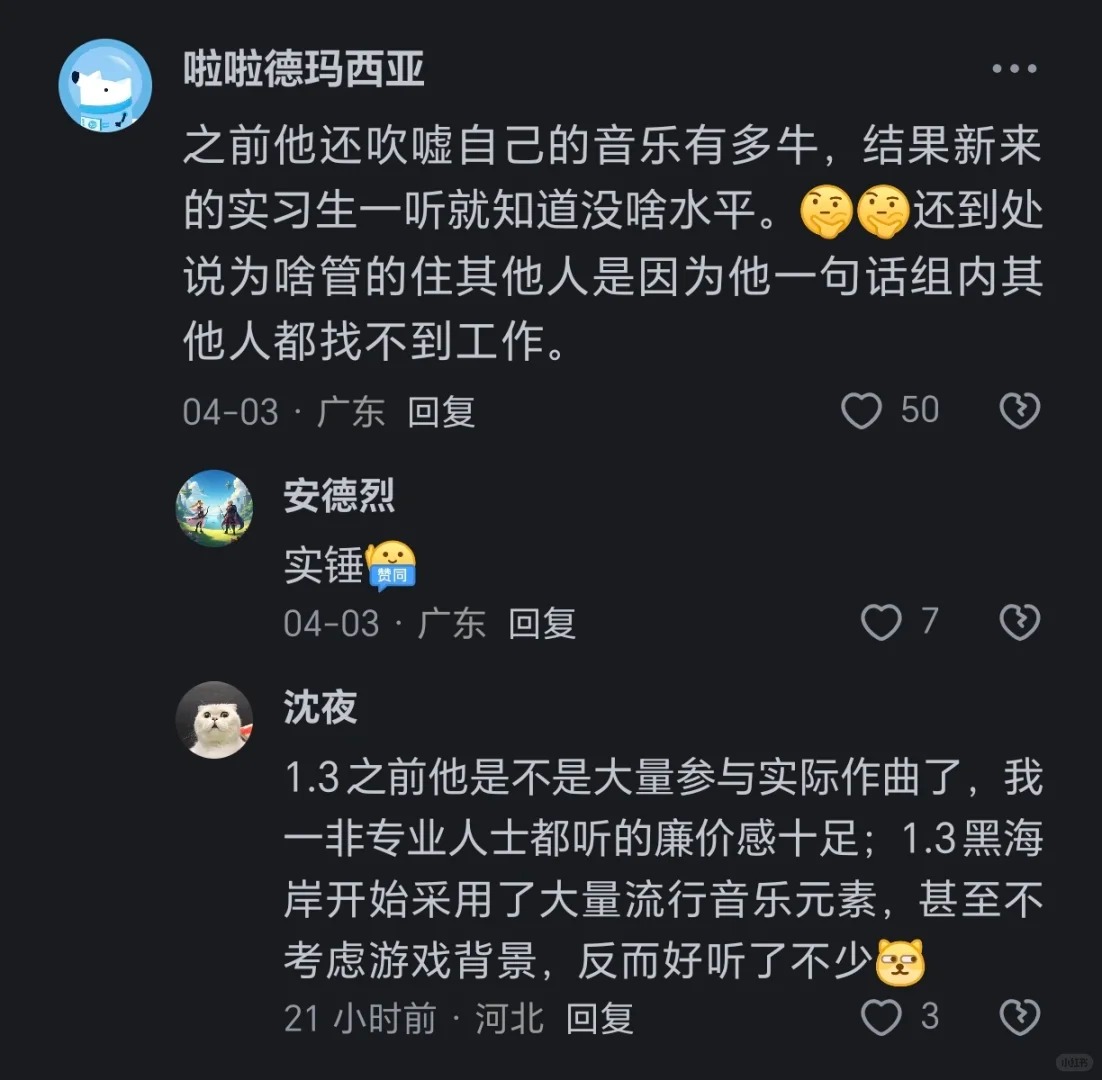 啦啦德玛西亚
之前他还吹嘘自己的音乐有多牛，结果新来
的实习生一听就知道没啥水平。🤔🤔还到处
说为啥管的住其他人是因为他一句话组内其
他人都找不到工作。
04-03 · 广东 回复
50
安德烈
实锤
赞同
04-03 · 广东 回复
7
沈夜
1.3之前他是不是大量参与实际作曲了，我
一非专业人士都听的廉价感十足；1.3黑海
岸开始采用了大量流行音乐元素，甚至不
考虑游戏背景，反而好听了不少
21 小时前 · 河北 回复
3
小红书